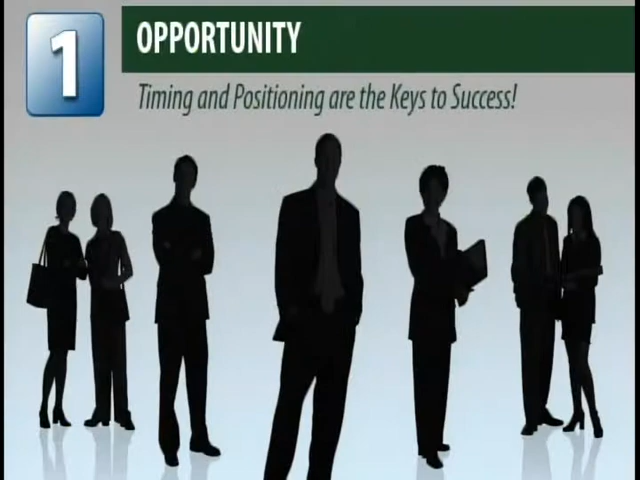 1
OPPORTUNITY
Timing and Positioning are the Keys to Success!